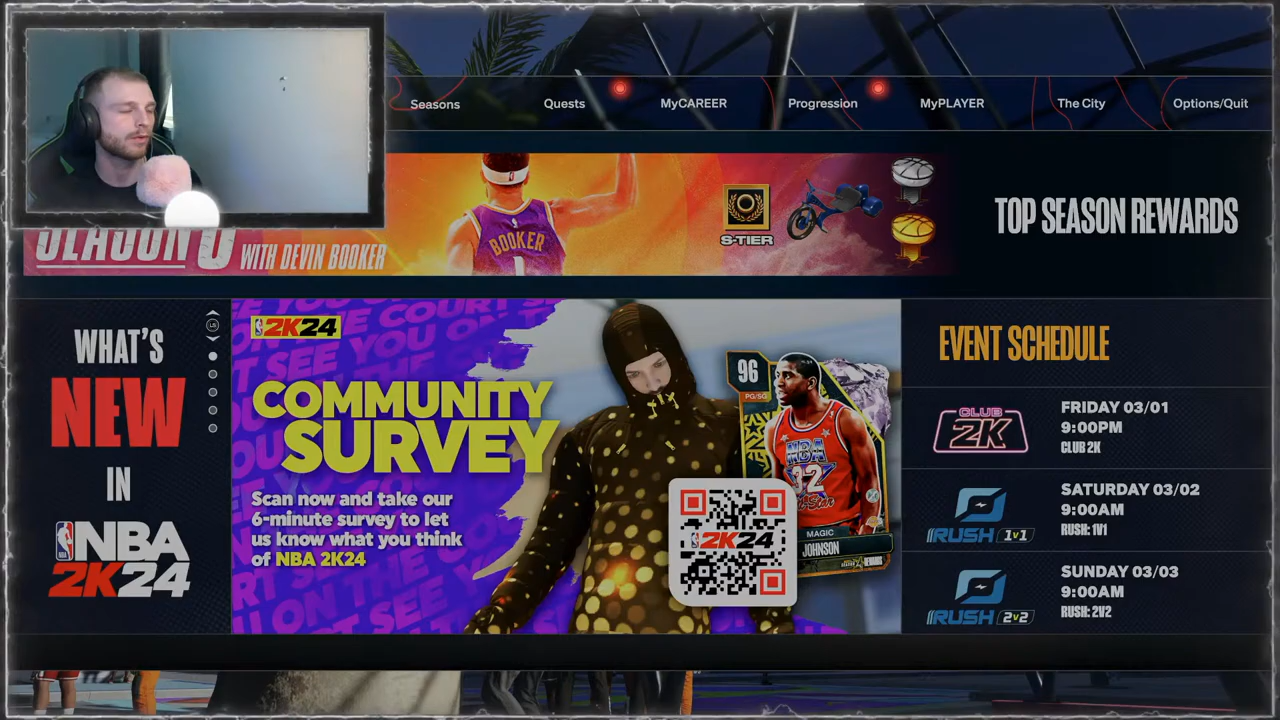 Seasons
Quests
MyCAREER
Progression
MyPLAYER
The City
Options/Quit
BOOKER
1
S-TIER
TOP SEASON REWARDS
WITH DEVIN BOOKER
WHAT'S
NEW
IN
NBA
2K24
LS
2K24
COMMUNITY
SURVEY
Scan now and take our
6-minute survey to let
us know what you think
of NBA 2K24
96
PG/SG
NBA
32
MAGIC
JOHNSON
2K24
EVENT SCHEDULE
CLUB
2K
FRIDAY 03/01
9:00PM
CLUB 2K
RUSH 1v1
SATURDAY 03/02
9:00AM
RUSH: 1V1
RUSH 2v2
SUNDAY 03/03
9:00AM
RUSH: 2V2